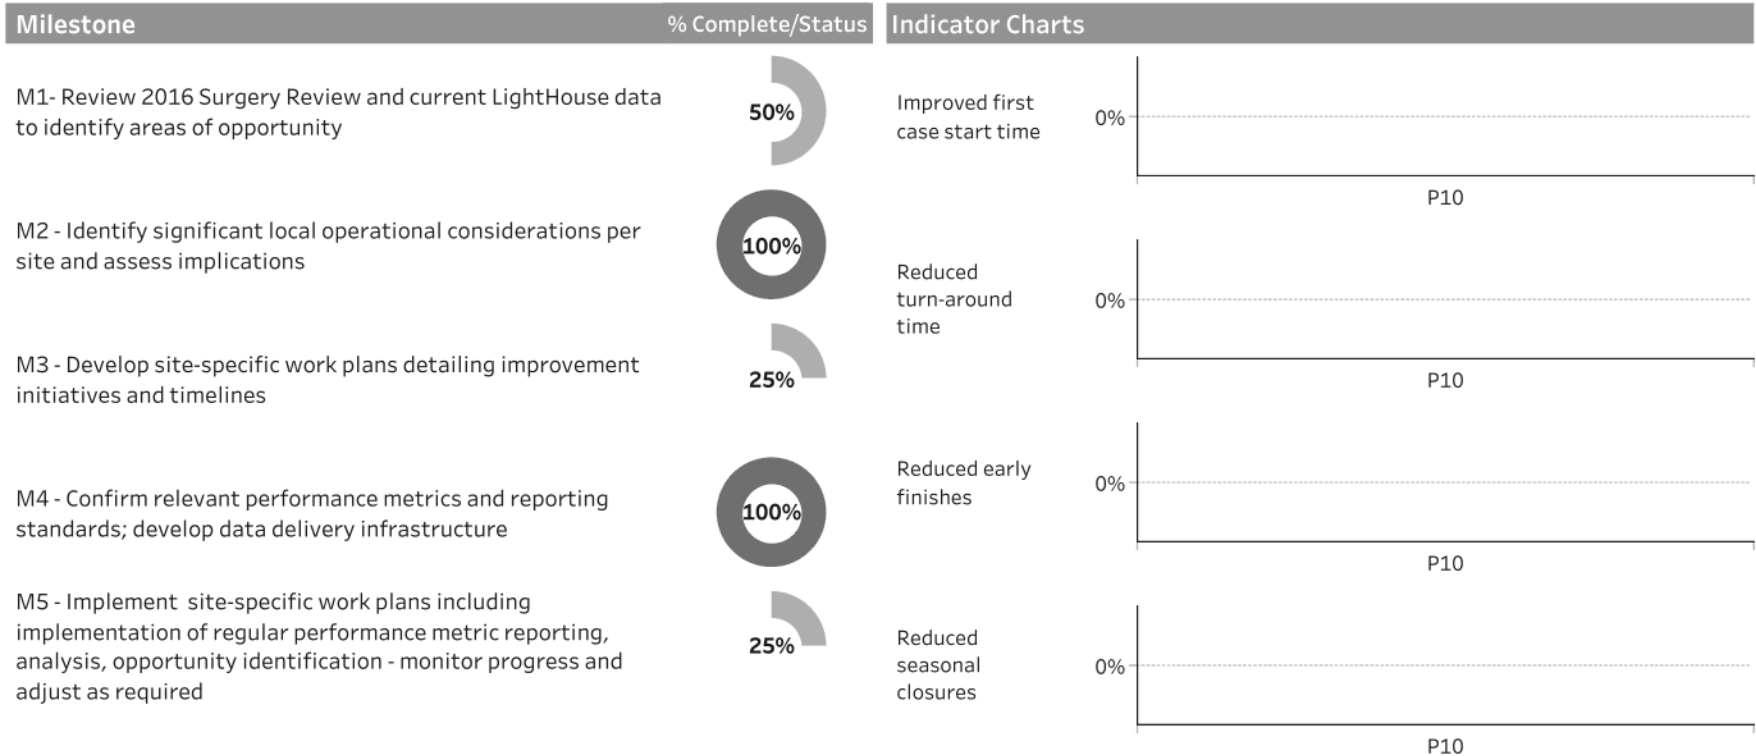 Milestone
% Complete/Status
M1- Review 2016 Surgery Review and current LightHouse data
to identify areas of opportunity
50%
M2 - Identify significant local operational considerations per
site and assess implications
100%
M3 - Develop site-specific work plans detailing improvement
initiatives and timelines
25%
M4 - Confirm relevant performance metrics and reporting
standards; develop data delivery infrastructure
100%
M5 - Implement  site-specific work plans including
implementation of regular performance metric reporting,
analysis, opportunity identification - monitor progress and
adjust as required
25%
Indicator Charts
Improved first
case start time
0%
P10
Reduced
turn-around
time
0%
P10
Reduced early
finishes
0%
P10
Reduced
seasonal
closures
0%
P10